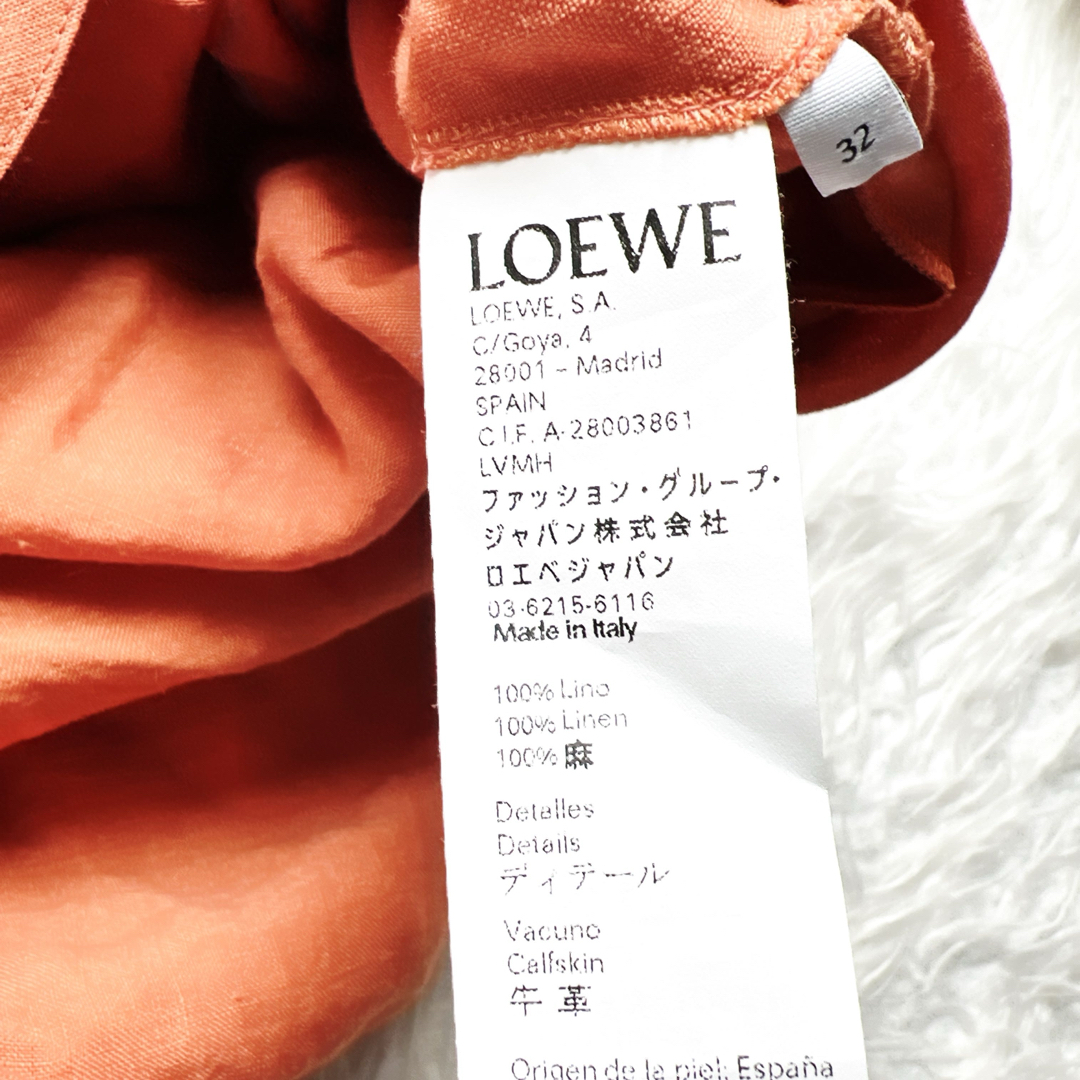 32
LOEWE
LOEWE, S.A.
C/Goya, 4
28001 - Madrid
SPAIN
C.I.F. A-28003861
LVMH
ファッション・グループ・
ジャパン株式会社
ロエベジャパン
03-6215-6116
Made in Italy
100% Lino
100% Linen
100% 麻
Detalles
Details
ディテール
Vacuno
Calfskin
牛革
Origen de la piel: España